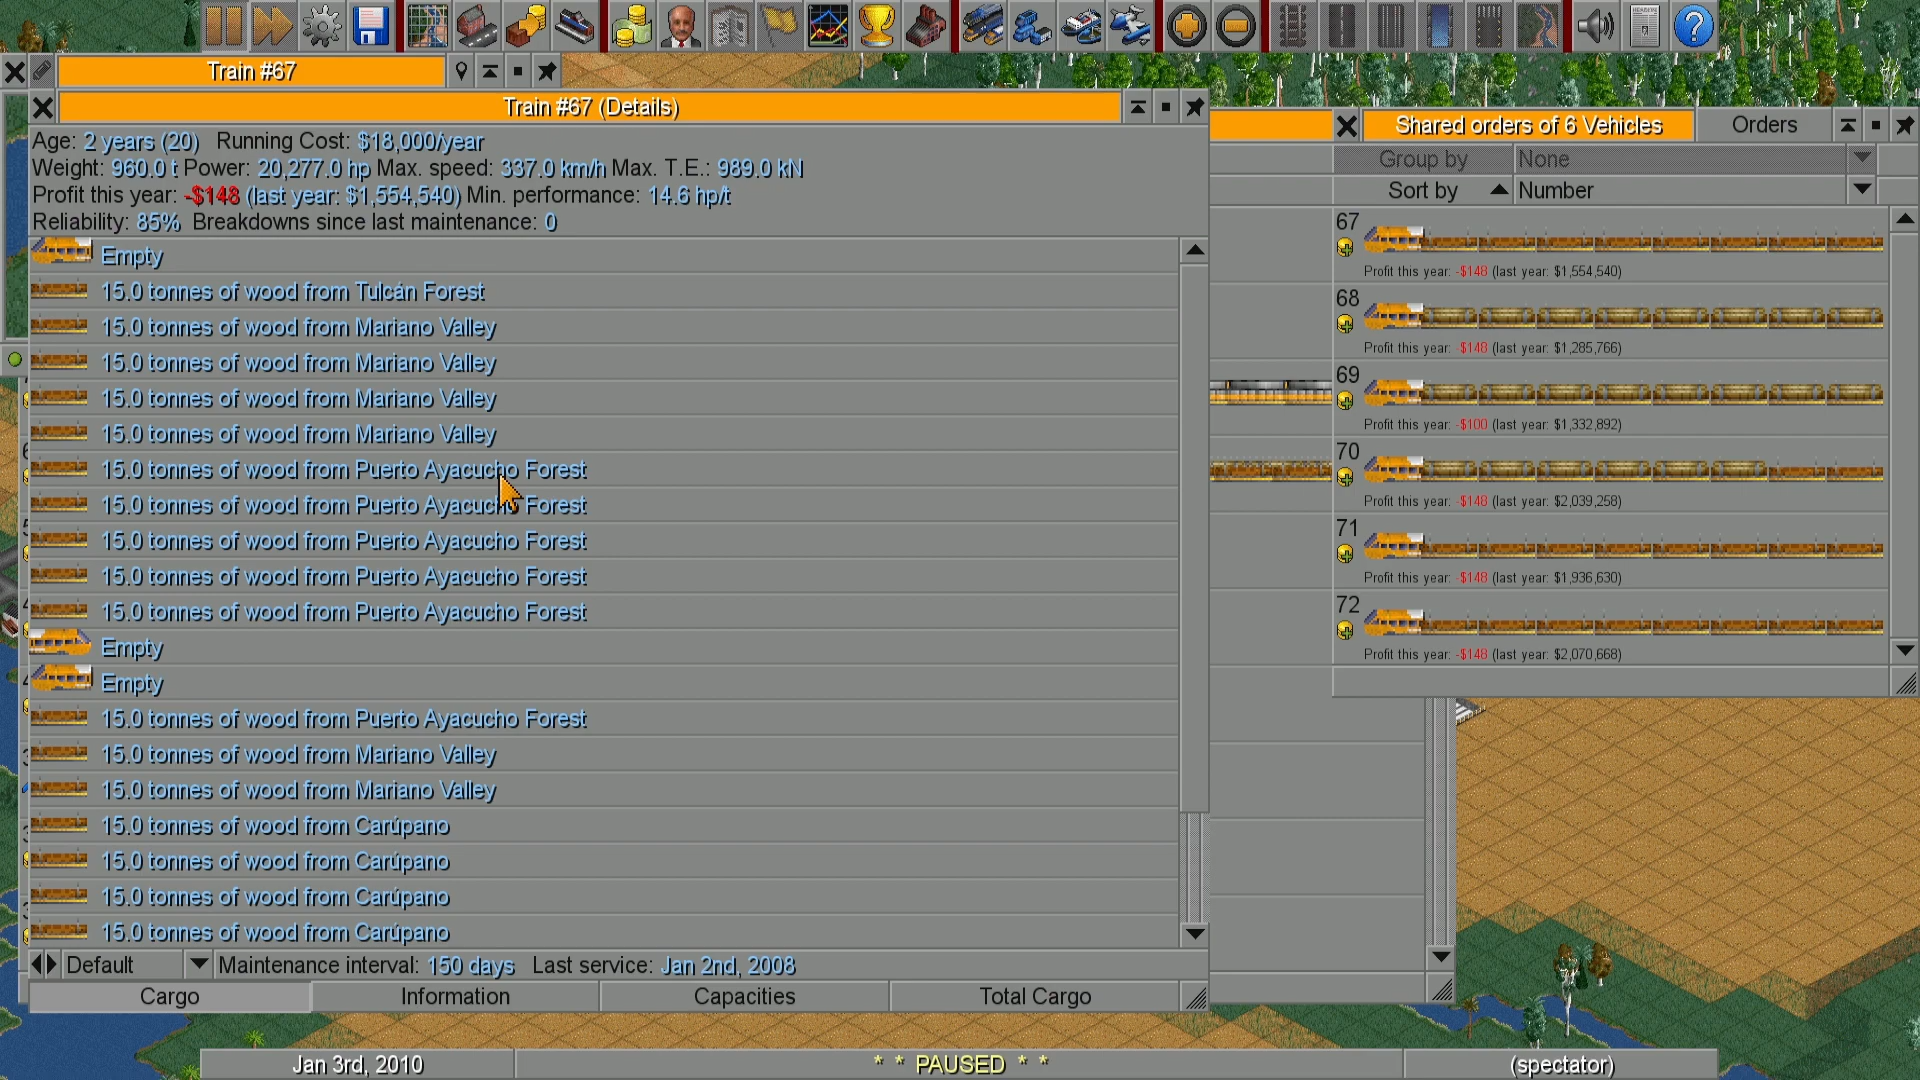 Train #67
Train #67 (Details)
Age: 2 years (20) Running Cost: $18,000/year
Weight: 960.0 t Power: 20,277.0 hp Max. speed: 337.0 km/h Max. T.E.: 989.0 kN
Profit this year: -$148 (last year: $1,554,540) Min. performance: 14.6 hp/t
Reliability: 85% Breakdowns since last maintenance: 0
Empty
15.0 tonnes of wood from Tulcán Forest
15.0 tonnes of wood from Mariano Valley
15.0 tonnes of wood from Mariano Valley
15.0 tonnes of wood from Mariano Valley
15.0 tonnes of wood from Mariano Valley
15.0 tonnes of wood from Puerto Ayacucho Forest
15.0 tonnes of wood from Puerto Ayacucho Forest
15.0 tonnes of wood from Puerto Ayacucho Forest
15.0 tonnes of wood from Puerto Ayacucho Forest
15.0 tonnes of wood from Puerto Ayacucho Forest
Empty
Empty
15.0 tonnes of wood from Puerto Ayacucho Forest
15.0 tonnes of wood from Mariano Valley
15.0 tonnes of wood from Mariano Valley
15.0 tonnes of wood from Carúpano
15.0 tonnes of wood from Carúpano
15.0 tonnes of wood from Carúpano
15.0 tonnes of wood from Carúpano
Default Maintenance interval: 150 days Last service: Jan 2nd, 2008
Cargo Information Capacities Total Cargo
Shared orders of 6 Vehicles Orders
Group by None
Sort by Number
67
Profit this year: -$148 (last year: $1,554,540)
68
Profit this year: -$148 (last year: $1,285,766)
69
Profit this year: -$100 (last year: $1,332,892)
70
Profit this year: -$148 (last year: $2,039,258)
71
Profit this year: -$148 (last year: $1,936,630)
72
Profit this year: -$148 (last year: $2,070,668)
Jan 3rd, 2010 * * PAUSED * * (spectator)